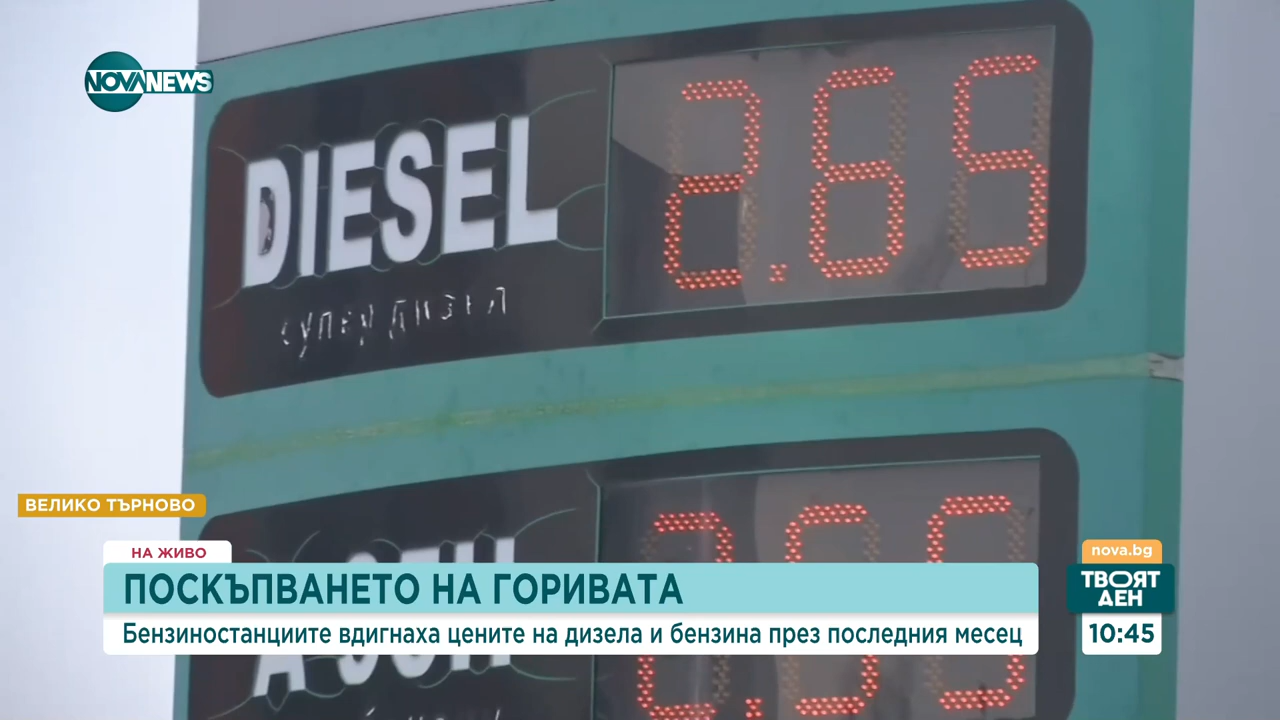 NOVA NEWS
DIESEL
2.65
супер дизел
ВЕЛИКО ТЪРНОВО
НА ЖИВО
ПОСКЪПВАНЕТО НА ГОРИВАТА
Бензиностанциите вдигнаха цените на дизела и бензина през последния месец
nova.bg
ТВОЯТ
ДЕН
10:45